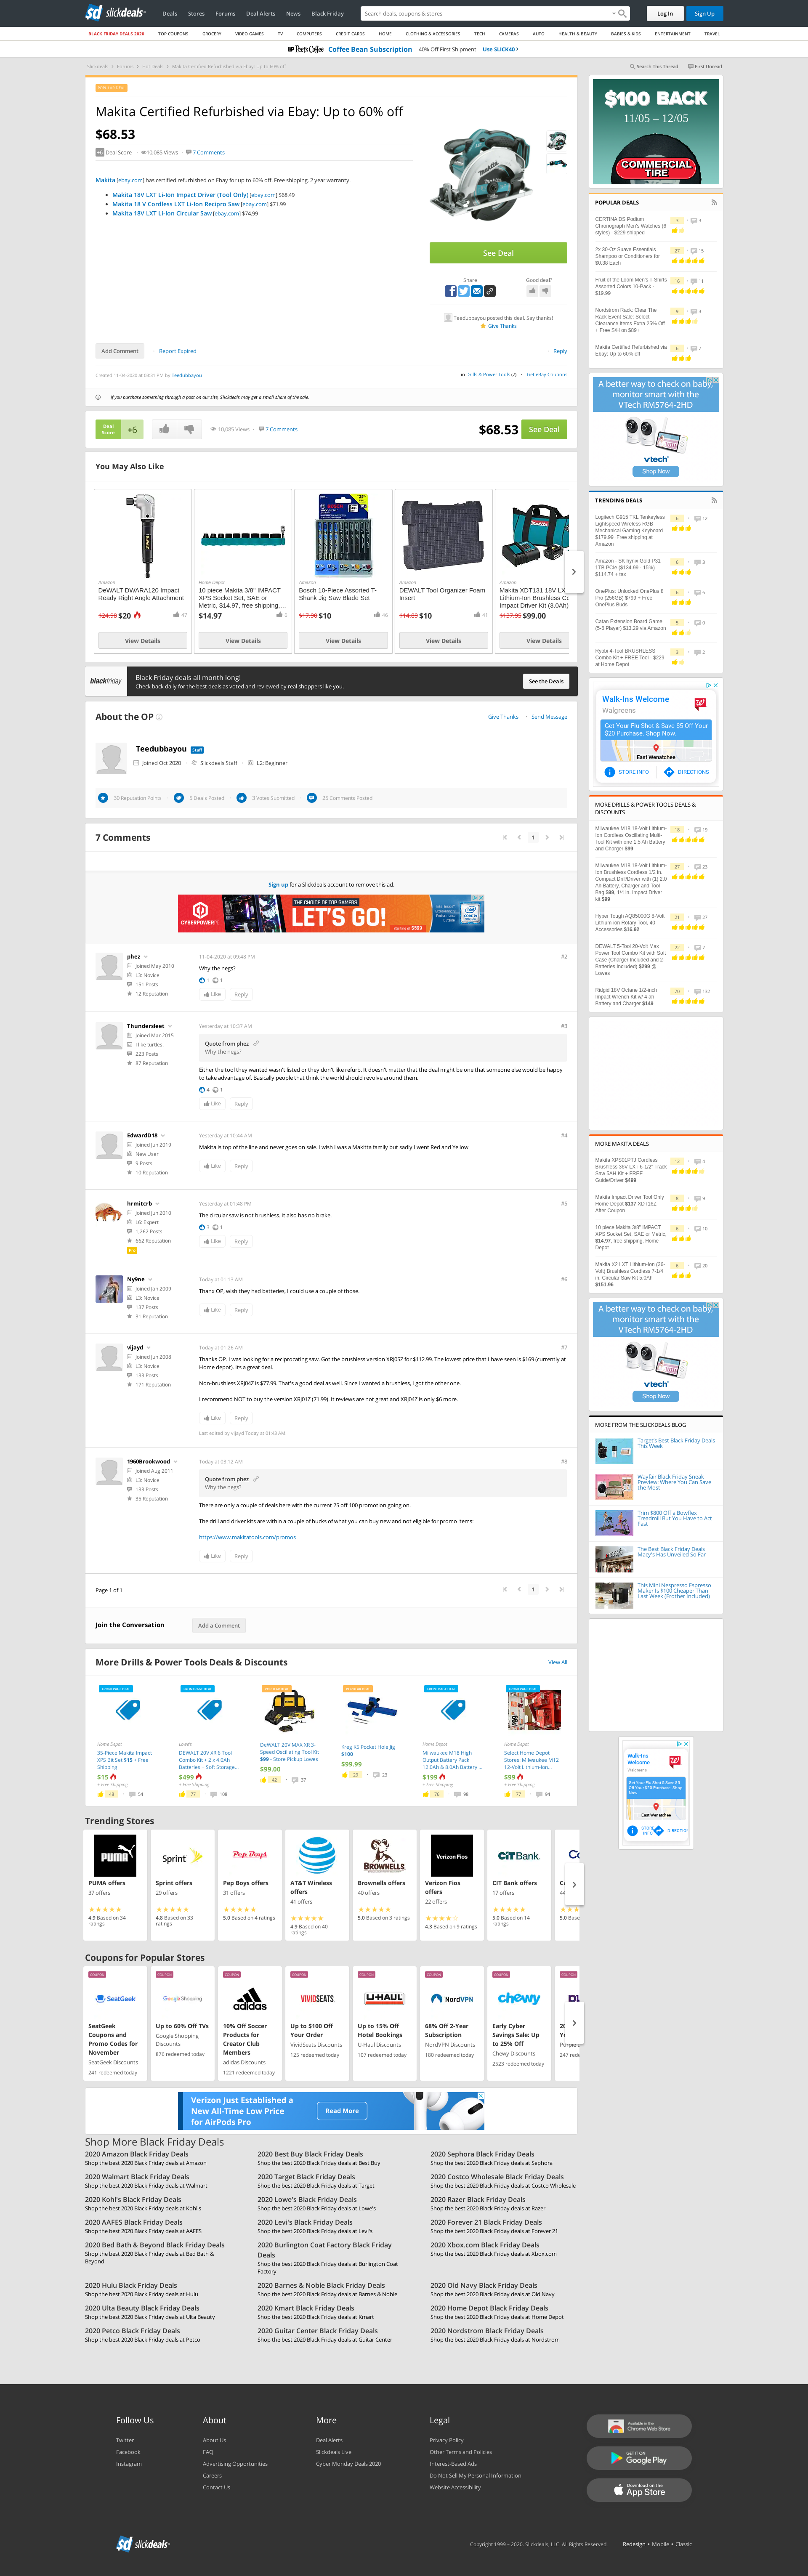 slickdeals
Deals
Stores
Forums
Deal Alerts
News
Black Friday
Search deals, coupons & stores
Log In
Sign Up
BLACK FRIDAY DEALS 2020
TOP COUPONS
GROCERY
VIDEO GAMES
TV
COMPUTERS
CREDIT CARDS
HOME
CLOTHING & ACCESSORIES
TECH
CAMERAS
AUTO
HEALTH & BEAUTY
BABIES & KIDS
ENTERTAINMENT
TRAVEL
Peet's Coffee
Coffee Bean Subscription
40% Off First Shipment
Use SLICK40 ›
Slickdeals
Forums
Hot Deals
Makita Certified Refurbished via Ebay: Up to 60% off
Search This Thread
First Unread
POPULAR DEAL
Makita Certified Refurbished via Ebay: Up to 60% off
$68.53
+6 Deal Score
10,085 Views
7 Comments
Makita [ebay.com] has certified refurbished on Ebay for up to 60% off. Free shipping. 2 year warranty.
Makita 18V LXT Li-Ion Impact Driver (Tool Only) [ebay.com] $68.49
Makita 18 V Cordless LXT Li-Ion Recipro Saw [ebay.com] $71.99
Makita 18V LXT Li-Ion Circular Saw [ebay.com] $74.99
See Deal
Share
Good deal?
Teedubbayou posted this deal. Say thanks!
Give Thanks
Add Comment
Report Expired
Reply
Created 11-04-2020 at 03:31 PM by Teedubbayou
in Drills & Power Tools (?)
Get eBay Coupons
If you purchase something through a post on our site, Slickdeals may get a small share of the sale.
Deal Score
+6
10,085 Views
7 Comments
$68.53
See Deal
You May Also Like
Amazon
DeWALT DWARA120 Impact Ready Right Angle Attachment
$24.98 $20
47
View Details
Home Depot
10 piece Makita 3/8" IMPACT XPS Socket Set, SAE or Metric, $14.97, free shipping,...
$14.97
6
View Details
Amazon
Bosch 10-Piece Assorted T-Shank Jig Saw Blade Set
$17.90 $10
40
View Details
Amazon
DEWALT Tool Organizer Foam Insert
$14.89 $10
41
View Details
Amazon
Makita XDT131 18V LX
Lithium-Ion Brushless Co
Impact Driver Kit (3.0Ah)
$137.95 $99.00
View Details
blackfriday
Black Friday deals all month long!
Check back daily for the best deals as voted and reviewed by real shoppers like you.
See the Deals
About the OP
Give Thanks
Send Message
Teedubbayou
Staff
Joined Oct 2020
Slickdeals Staff
L2: Beginner
30 Reputation Points
5 Deals Posted
3 Votes Submitted
25 Comments Posted
7 Comments
1
Sign up for a Slickdeals account to remove this ad.
CYBERPOWERPC
THE CHOICE OF TOP GAMERS
LET'S GO!
phez
Joined May 2010
L3: Novice
151 Posts
12 Reputation
11-04-2020 at 09:48 PM
#2
Why the negs?
1
1
Like
Reply
Thundersleet
Joined Mar 2015
I like turtles.
223 Posts
87 Reputation
Yesterday at 10:37 AM
#3
Quote from phez
Why the negs?
Either the tool they wanted wasn't listed or they don't like refurb. It doesn't matter that the deal might be one that someone else would be happy
to take advantage of. Basically people that think the world should revolve around them.
4
1
Like
Reply
EdwardD18
Joined Jun 2019
New User
9 Posts
10 Reputation
Yesterday at 10:44 AM
#4
Makita is top of the line and never goes on sale. I wish I was a Makitta family but sadly I went Red and Yellow
Like
Reply
hrmitcrb
Joined Jun 2010
L6: Expert
1,262 Posts
662 Reputation
Pro
Yesterday at 01:48 PM
#5
The circular saw is not brushless. It also has no brake.
3
1
Like
Reply
Ny9ne
Joined Jan 2009
L3: Novice
137 Posts
31 Reputation
Today at 01:13 AM
#6
Thanx OP, wish they had batteries, I could use a couple of those.
Like
Reply
vijayd
Joined Jun 2008
L3: Novice
133 Posts
171 Reputation
Today at 01:26 AM
#7
Thanks OP. I was looking for a reciprocating saw. Got the brushless version XRJ05Z for $112.99. The lowest price that I have seen is $169 (currently at
Home depot). Its a great deal.
Non-brushless XRJ04Z is $77.99. That's a good deal as well. Since I wanted a brushless, I got the other one.
I recommend NOT to buy the version XRJ01Z (71.99). It reviews are not great and XRJ04Z is only $6 more.
Like
Reply
Last edited by vijayd Today at 01:43 AM
1960Brookwood
Joined Aug 2011
L3: Novice
133 Posts
35 Reputation
Today at 03:12 AM
#8
Quote from phez
Why the negs?
There are only a couple of deals here with the current 25 off 100 promotion going on.
The drill and driver kits are within a couple of bucks of what you can buy new and not eligible for promo items:
https://www.makitatools.com/promos
Like
Reply
Page 1 of 1
1
Join the Conversation
Add a Comment
More Drills & Power Tools Deals & Discounts
View All
FRONTPAGE DEAL
Home Depot
35-Piece Makita Impact XPS Bit Set $15 + Free Shipping
$15
+ Free Shipping
48
54
FRONTPAGE DEAL
Lowe's
DEWALT 20V XR 6 Tool Combo Kit + 2 x 4.0Ah Batteries + Soft Storage...
$499
+ Free Shipping
77
108
POPULAR DEAL
DeWALT 20V MAX XR 3-Speed Oscillating Tool Kit $99 - Store Pickup Lowes
$99.00
42
37
POPULAR DEAL
Kreg K5 Pocket Hole Jig $100
$99.99
29
23
FRONTPAGE DEAL
Home Depot
Milwaukee M18 High Output Battery Pack 12.0Ah & 8.0Ah Battery ...
$199
+ Free Shipping
76
98
FRONTPAGE DEAL
Home Depot
Select Home Depot Stores: Milwaukee M12 12-Volt Lithium-Ion...
$99
+ Free Shipping
77
94
Trending Stores
PUMA offers
37 offers
4.9 Based on 34 ratings
Sprint offers
29 offers
4.8 Based on 33 ratings
Pep Boys offers
31 offers
5.0 Based on 4 ratings
AT&T Wireless offers
41 offers
4.9 Based on 40 ratings
Brownells offers
40 offers
5.0 Based on 3 ratings
Verizon Fios offers
22 offers
4.3 Based on 9 ratings
CIT Bank offers
17 offers
5.0 Based on 14 ratings
Coupons for Popular Stores
COUPON
SeatGeek
SeatGeek Coupons and Promo Codes for November
SeatGeek Discounts
241 redeemed today
COUPON
Google Shopping
Up to 60% Off TVs
Google Shopping Discounts
876 redeemed today
COUPON
adidas
10% Off Soccer Products for Creator Club Members
adidas Discounts
1221 redeemed today
COUPON
VIVIDSEATS
Up to $100 Off Your Order
VividSeats Discounts
125 redeemed today
COUPON
U-HAUL
Up to 15% Off Hotel Bookings
U-Haul Discounts
107 redeemed today
COUPON
NordVPN
68% Off 2-Year Subscription
NordVPN Discounts
180 redeemed today
COUPON
chewy
Early Cyber Savings Sale: Up to 25% Off
Chewy Discounts
2523 redeemed today
COUPON
Verizon Just Established a
New All-Time Low Price
for AirPods Pro
Read More
Shop More Black Friday Deals
2020 Amazon Black Friday Deals
Shop the best 2020 Black Friday deals at Amazon
2020 Best Buy Black Friday Deals
Shop the best 2020 Black Friday deals at Best Buy
2020 Sephora Black Friday Deals
Shop the best 2020 Black Friday deals at Sephora
2020 Walmart Black Friday Deals
Shop the best 2020 Black Friday deals at Walmart
2020 Target Black Friday Deals
Shop the best 2020 Black Friday deals at Target
2020 Costco Wholesale Black Friday Deals
Shop the best 2020 Black Friday deals at Costco Wholesale
2020 Kohl's Black Friday Deals
Shop the best 2020 Black Friday deals at Kohl's
2020 Lowe's Black Friday Deals
Shop the best 2020 Black Friday deals at Lowe's
2020 Razer Black Friday Deals
Shop the best 2020 Black Friday deals at Razer
2020 AAFES Black Friday Deals
Shop the best 2020 Black Friday deals at AAFES
2020 Levi's Black Friday Deals
Shop the best 2020 Black Friday deals at Levi's
2020 Forever 21 Black Friday Deals
Shop the best 2020 Black Friday deals at Forever 21
2020 Bed Bath & Beyond Black Friday Deals
Shop the best 2020 Black Friday deals at Bed Bath & Beyond
2020 Burlington Coat Factory Black Friday Deals
Shop the best 2020 Black Friday deals at Burlington Coat Factory
2020 Xbox.com Black Friday Deals
Shop the best 2020 Black Friday deals at Xbox.com
2020 Hulu Black Friday Deals
Shop the best 2020 Black Friday deals at Hulu
2020 Barnes & Noble Black Friday Deals
Shop the best 2020 Black Friday deals at Barnes & Noble
2020 Old Navy Black Friday Deals
Shop the best 2020 Black Friday deals at Old Navy
2020 Ulta Beauty Black Friday Deals
Shop the best 2020 Black Friday deals at Ulta Beauty
2020 Kmart Black Friday Deals
Shop the best 2020 Black Friday deals at Kmart
2020 Home Depot Black Friday Deals
Shop the best 2020 Black Friday deals at Home Depot
2020 Petco Black Friday Deals
Shop the best 2020 Black Friday deals at Petco
2020 Guitar Center Black Friday Deals
Shop the best 2020 Black Friday deals at Guitar Center
2020 Nordstrom Black Friday Deals
Shop the best 2020 Black Friday deals at Nordstrom
$100 BACK
11/05 – 12/05
COMMERCIAL TIRE
POPULAR DEALS
CERTINA DS Podium Chronograph Men's Watches (6 styles) - $229 shipped
2x 30-Oz Suave Essentials Shampoo or Conditioners for $0.38 Each
Fruit of the Loom Men's T-Shirts Assorted Colors 10-Pack - $19.99
Nordstrom Rack: Clear The Rack Event Sale: Select Clearance Items Extra 25% Off + Free S/H on $89+
Makita Certified Refurbished via Ebay: Up to 60% off
A better way to check on baby, monitor smart with the VTech RM5764-2HD
vtech
Shop Now
TRENDING DEALS
Logitech G915 TKL Tenkeyless Lightspeed Wireless RGB Mechanical Gaming Keyboard $179.99+Free shipping at Amazon
Amazon - SK hynix Gold P31 1TB PCIe ($134.99 - 15%) $114.74 + tax
OnePlus: Unlocked OnePlus 8 Pro (256GB) $799 + Free OnePlus Buds
Catan Extension Board Game (5-6 Player) $13.29 via Amazon
Ryobi 4-Tool BRUSHLESS Combo Kit + FREE Tool - $229 at Home Depot
Walk-Ins Welcome
Walgreens
Get Your Flu Shot & Save $5 Off Your $20 Purchase. Shop Now.
East Wenatchee
STORE INFO
DIRECTIONS
MORE DRILLS & POWER TOOLS DEALS & DISCOUNTS
Milwaukee M18 18-Volt Lithium-Ion Cordless Oscillating Multi-Tool Kit with one 1.5 Ah Battery and Charger $99
Milwaukee M18 18-Volt Lithium-Ion Brushless Cordless 1/2 in. Compact Drill/Driver with (1) 2.0 Ah Battery, Charger and Tool Bag $99, 1/4 in. Impact Driver kit $99
Hyper Tough AQ85000G 8-Volt Lithium-ion Rotary Tool, 40 Accessories $16.92
DEWALT 5-Tool 20-Volt Max Power Tool Combo Kit with Soft Case (Charger Included and 2-Batteries Included) $299 @ Lowes
Ridgid 18V Octane 1/2-inch Impact Wrench Kit w/ 4 ah Battery and Charger $149
MORE MAKITA DEALS
Makita XPS01PTJ Cordless Brushless 36V LXT 6-1/2" Track Saw 5AH Kit + FREE Guide/Driver $499
Makita Impact Driver Tool Only Home Depot $137 XDT16Z After Coupon
10 piece Makita 3/8" IMPACT XPS Socket Set, SAE or Metric, $14.97, free shipping, Home Depot
Makita X2 LXT Lithium-Ion (36-Volt) Brushless Cordless 7-1/4 in. Circular Saw Kit 5.0Ah $151.96
A better way to check on baby, monitor smart with the VTech RM5764-2HD
vtech
Shop Now
MORE FROM THE SLICKDEALS BLOG
Target's Best Black Friday Deals This Week
Wayfair Black Friday Sneak Preview: Where You Can Save the Most
Trim $800 Off a Bowflex Treadmill But You Have to Act Fast
The Best Black Friday Deals Macy's Has Unveiled So Far
This Mini Nespresso Espresso Maker Is $100 Cheaper Than Last Week (Frother Included)
Walk-Ins Welcome
Walgreens
Get Your Flu Shot & Save $5 Off Your $20 Purchase. Shop Now.
East Wenatchee
STORE INFO
DIRECTION
Follow Us
Twitter
Facebook
Instagram
About
About Us
FAQ
Advertising Opportunities
Careers
Contact Us
More
Deal Alerts
Slickdeals Live
Cyber Monday Deals 2020
Legal
Privacy Policy
Other Terms and Policies
Interest-Based Ads
Do Not Sell My Personal Information
Website Accessibility
Available in the Chrome Web Store
GET IT ON Google Play
Download on the App Store
slickdeals
Copyright 1999 – 2020. Slickdeals, LLC. All Rights Reserved.
Redesign • Mobile • Classic